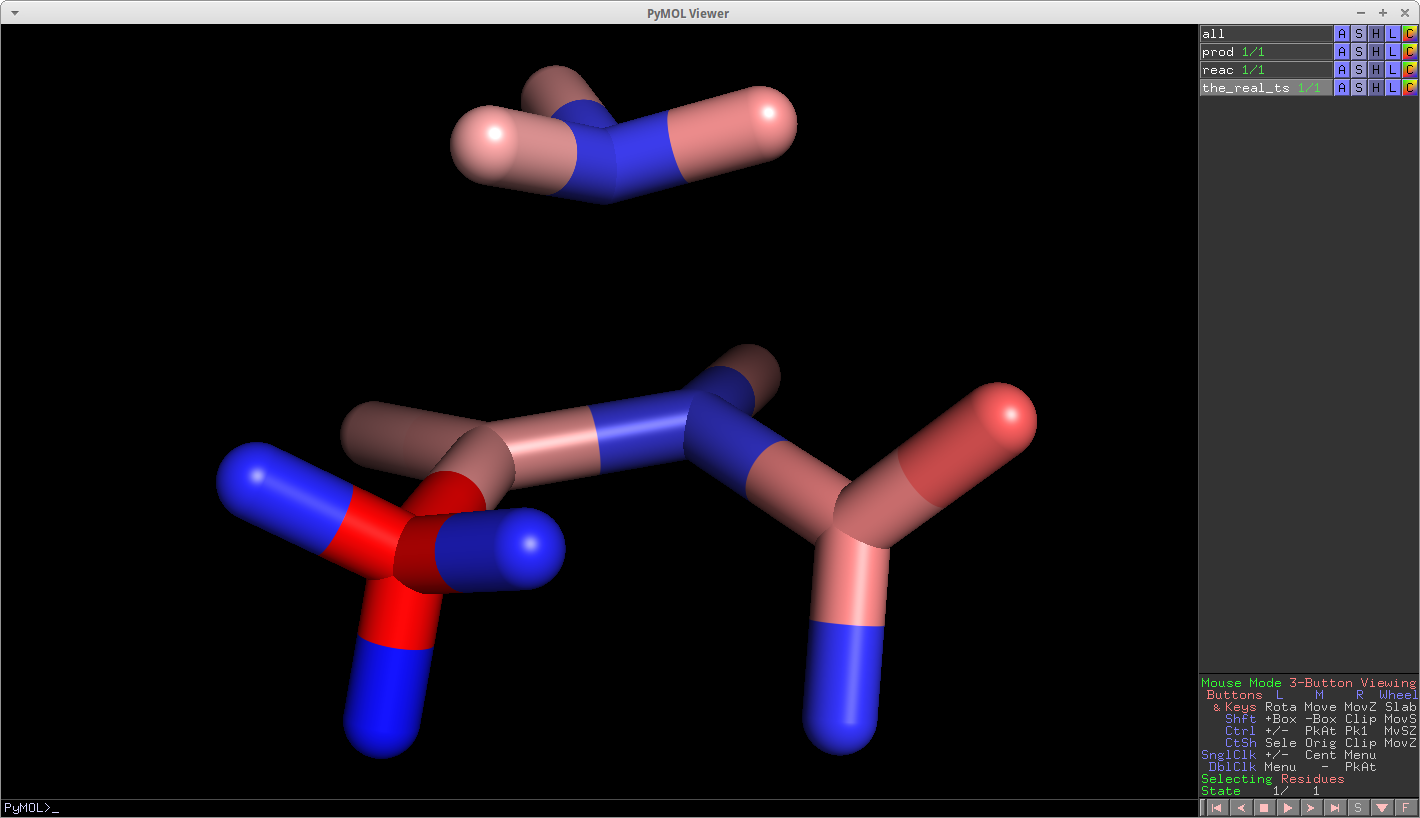 PyMOL Viewer
all A S H L C
prod 1/1 A S H L C
reac 1/1 A S H L C
the_real_ts 1/1 A S H L C
Mouse Mode 3-Button Viewing
Buttons L M R Wheel
& Keys Rota Move MovZ Slab
Shft +Box -Box Clip MovS
Ctrl +/- PkAt Pk1 MvSZ
CtSh Sele Orig Clip MovZ
SnglClk +/- Cent Menu
DblClk Menu - PkAt
Selecting Residues
State 1/ 1
PyMOL>_ S F